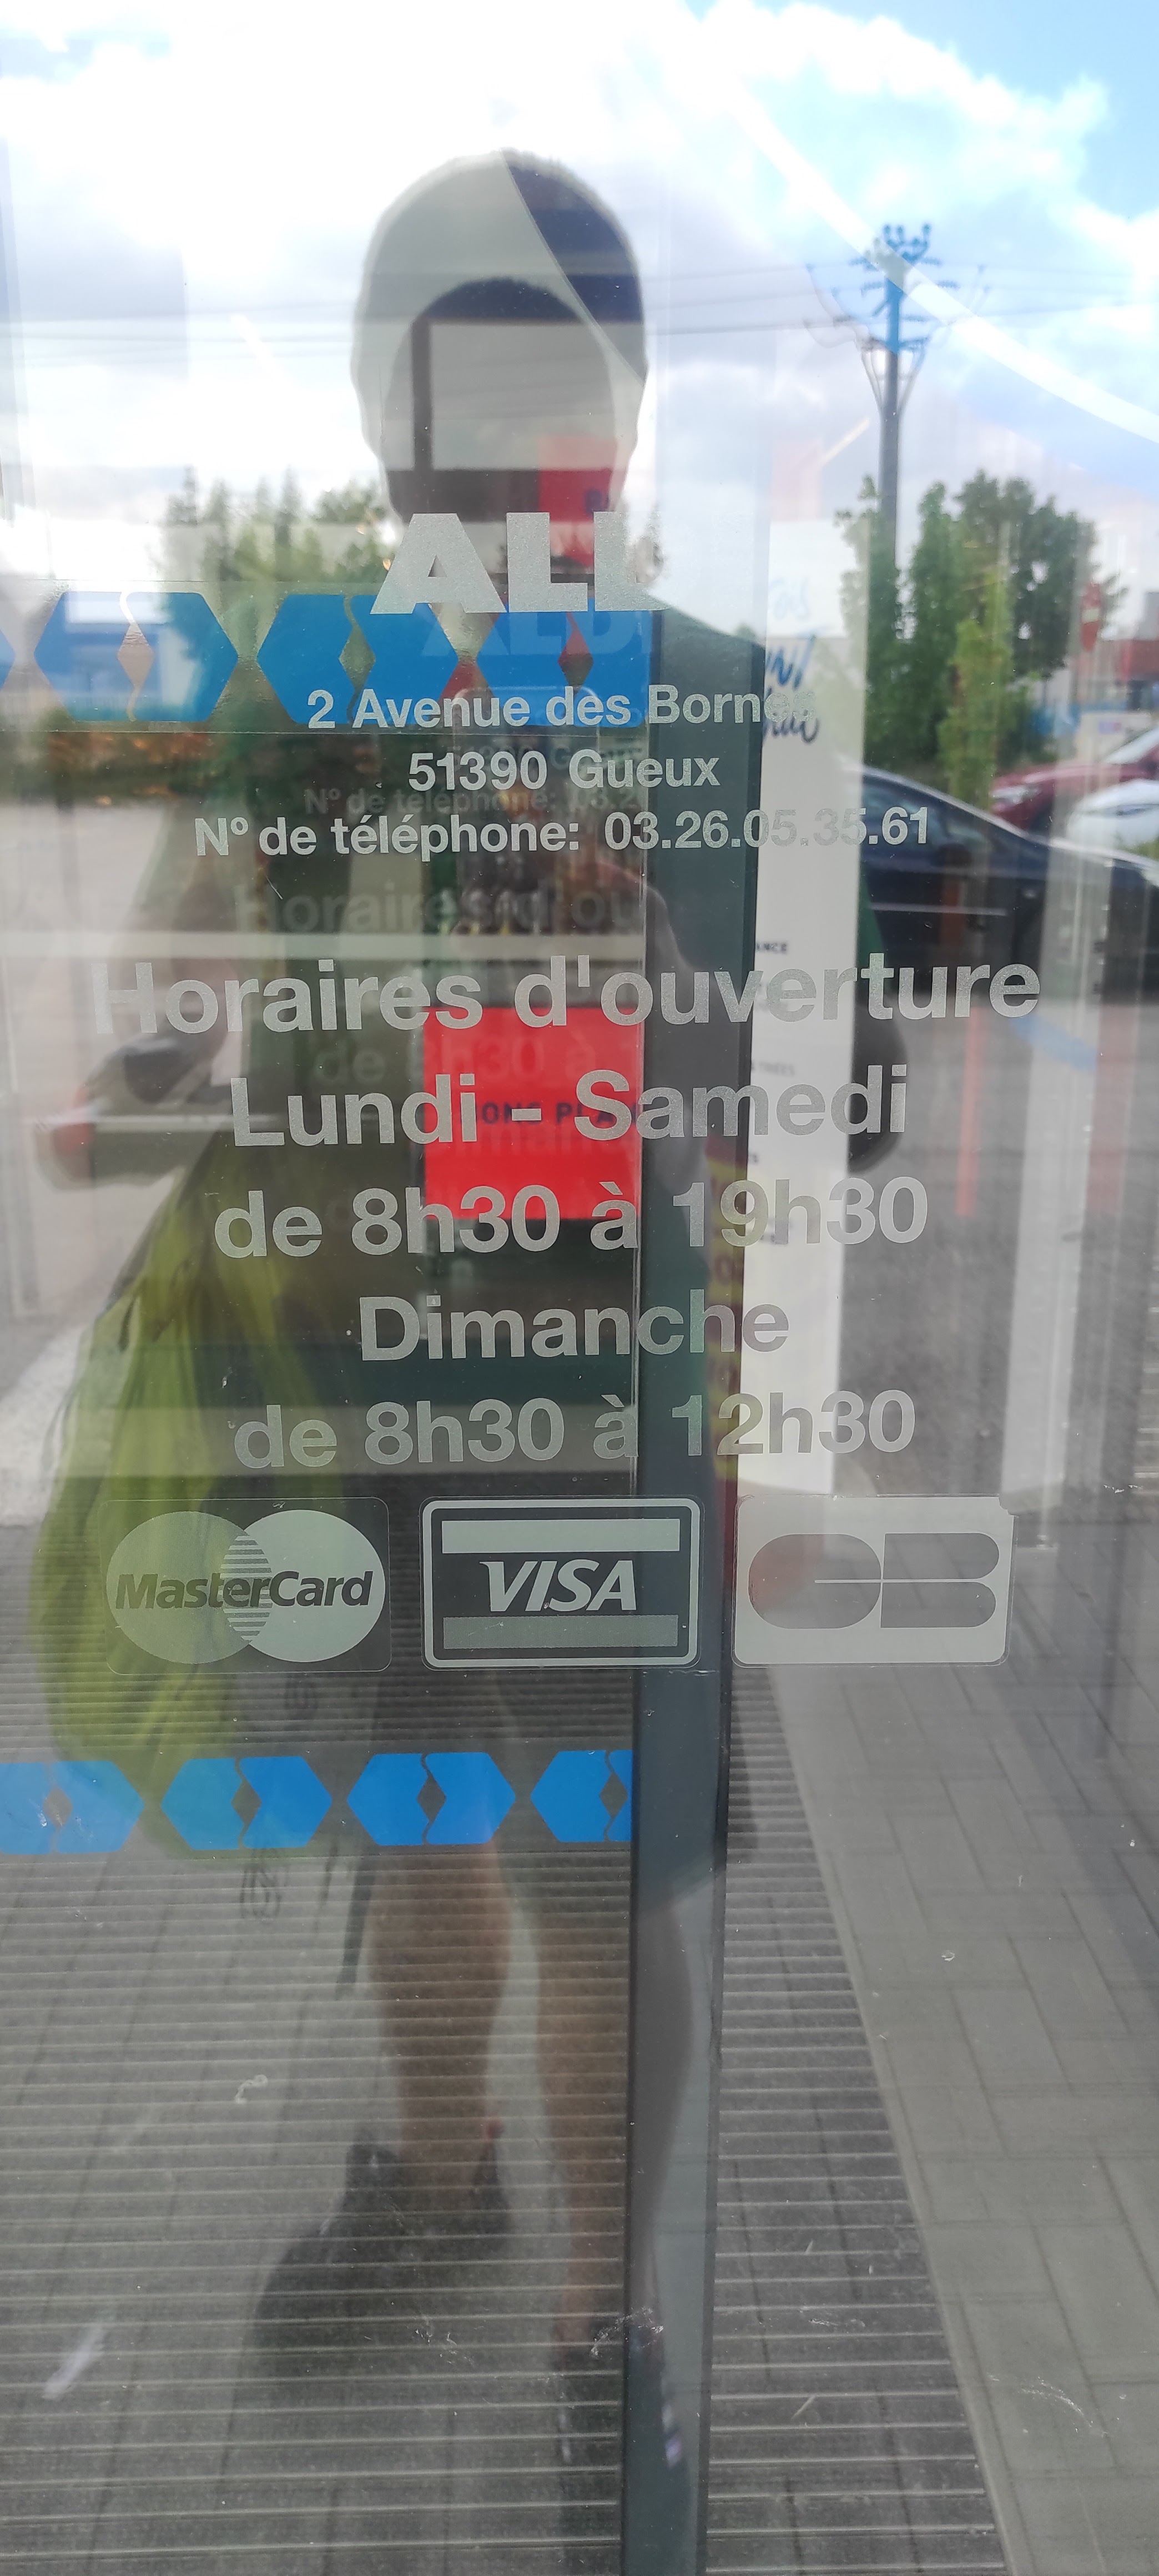 ALDI
2 Avenue des Bornes
51390 Gueux
N° de téléphone: 03.26.05.35.61
Horaires d'ouverture
Lundi - Samedi
de 8h30 à 19h30
Dimanche
de 8h30 à 12h30
MasterCard VISA CB